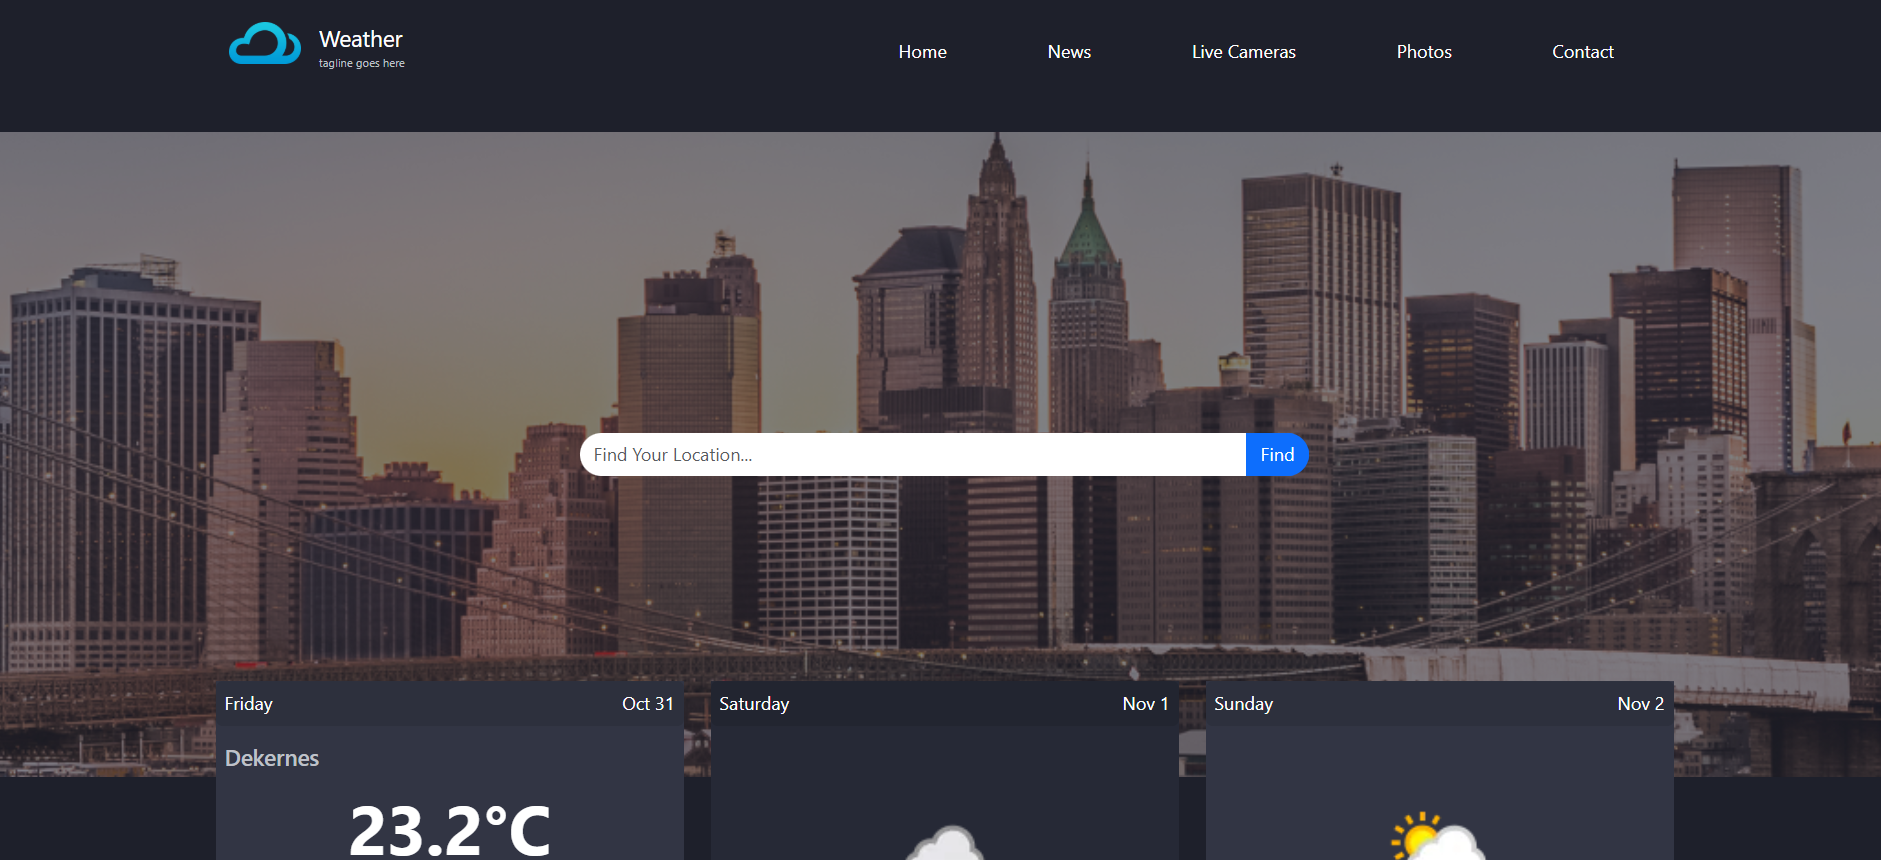 Weather
tagline goes here
Home
News
Live Cameras
Photos
Contact
Find Your Location...
Find
Friday
Oct 31
Saturday
Nov 1
Sunday
Nov 2
Dekernes
23.2°C